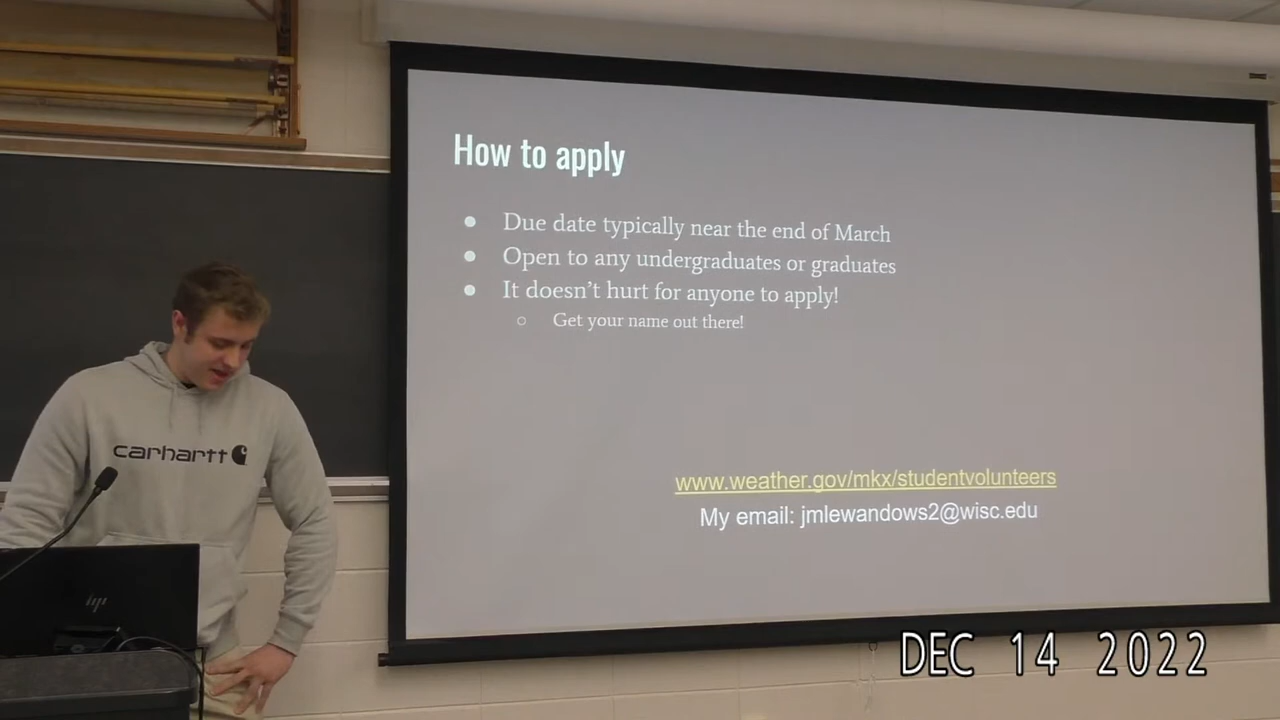 How to apply
● Due date typically near the end of March
● Open to any undergraduates or graduates
● It doesn't hurt for anyone to apply!
○ Get your name out there!
www.weather.gov/mkx/studentvolunteers
My email: jmlewandows2@wisc.edu
carhartt
hp
DEC 14 2022